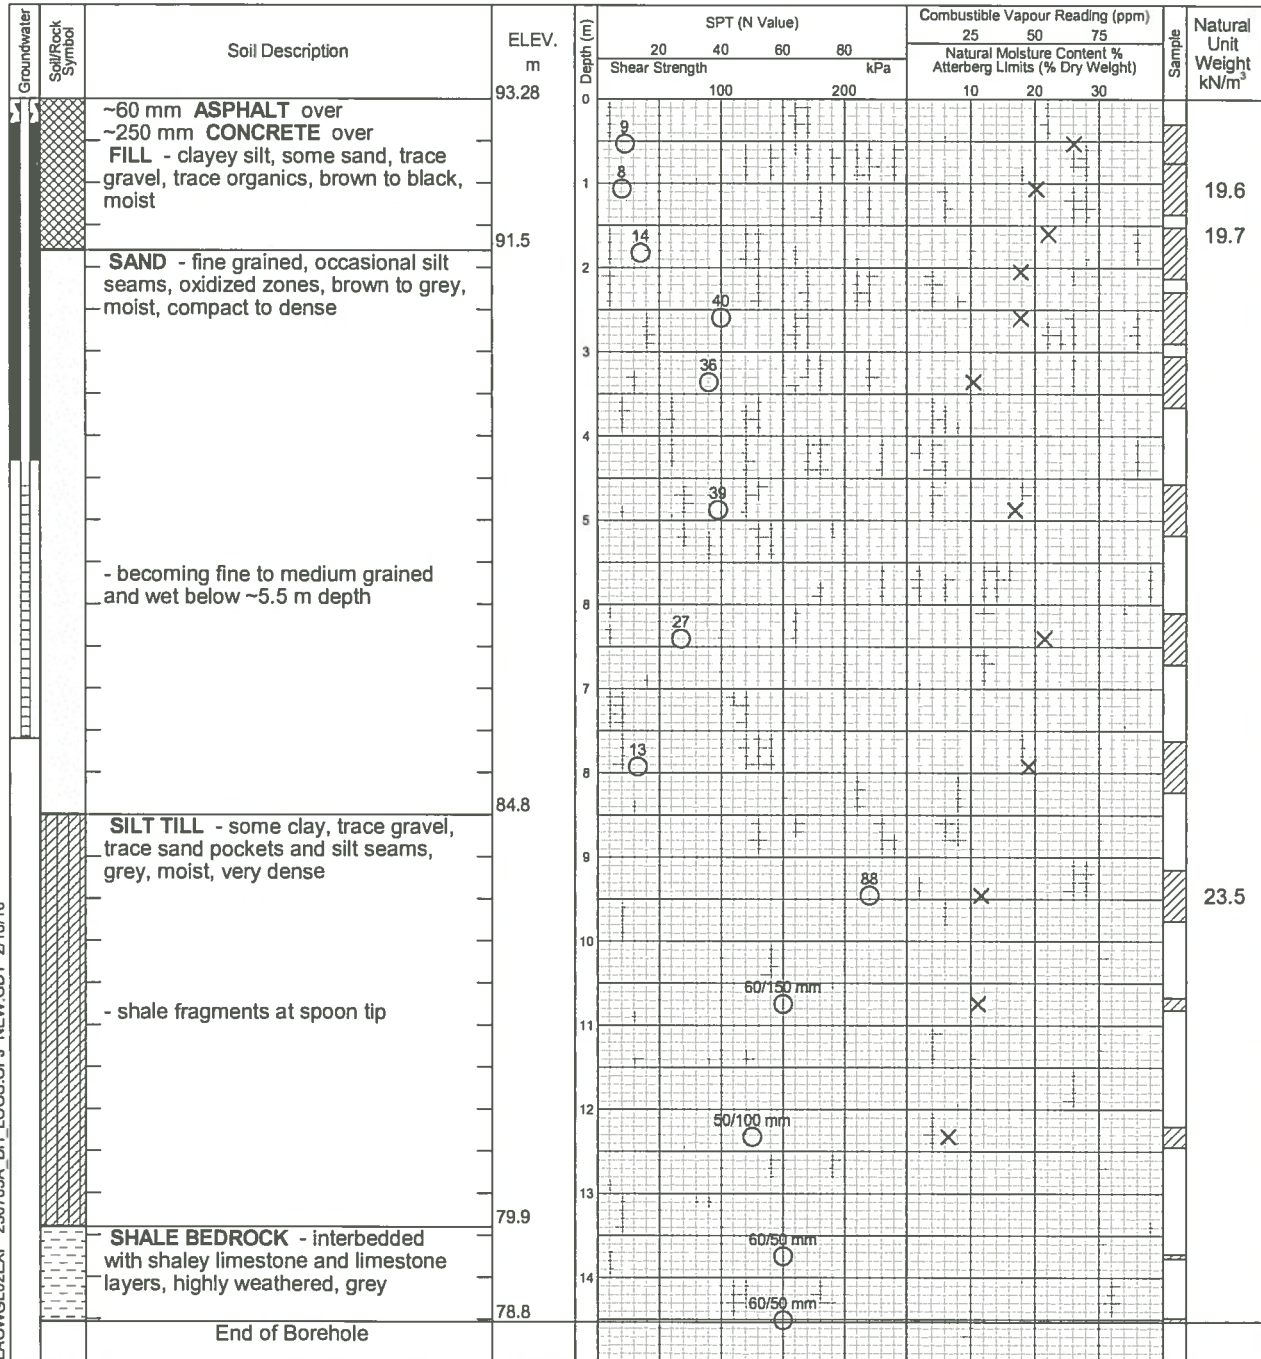 Groundwater
Soil/Rock
Symbol
Soil Description
ELEV.
m
Depth (m)
SPT (N Value)
20 40 60 80
Shear Strength kPa
100 200
Combustible Vapour Reading (ppm)
25 50 75
Natural Moisture Content %
Atterberg Limits (% Dry Weight)
10 20 30
Sample
Natural
Unit
Weight
kN/m³
93.28
0
~60 mm ASPHALT over
~250 mm CONCRETE over
FILL - clayey silt, some sand, trace
gravel, trace organics, brown to black,
moist
9
8
1
19.6
91.5
14
19.7
SAND - fine grained, occasional silt
seams, oxidized zones, brown to grey,
moist, compact to dense
2
40
3
36
4
39
5
- becoming fine to medium grained
and wet below ~5.5 m depth
8
27
7
13
8
84.8
SILT TILL - some clay, trace gravel,
trace sand pockets and silt seams,
grey, moist, very dense
9
88
23.5
10
60/150 mm
- shale fragments at spoon tip
11
12
50/100 mm
13
79.9
SHALE BEDROCK - interbedded
with shaley limestone and limestone
layers, highly weathered, grey
60/50 mm
14
60/50 mm
78.8
End of Borehole